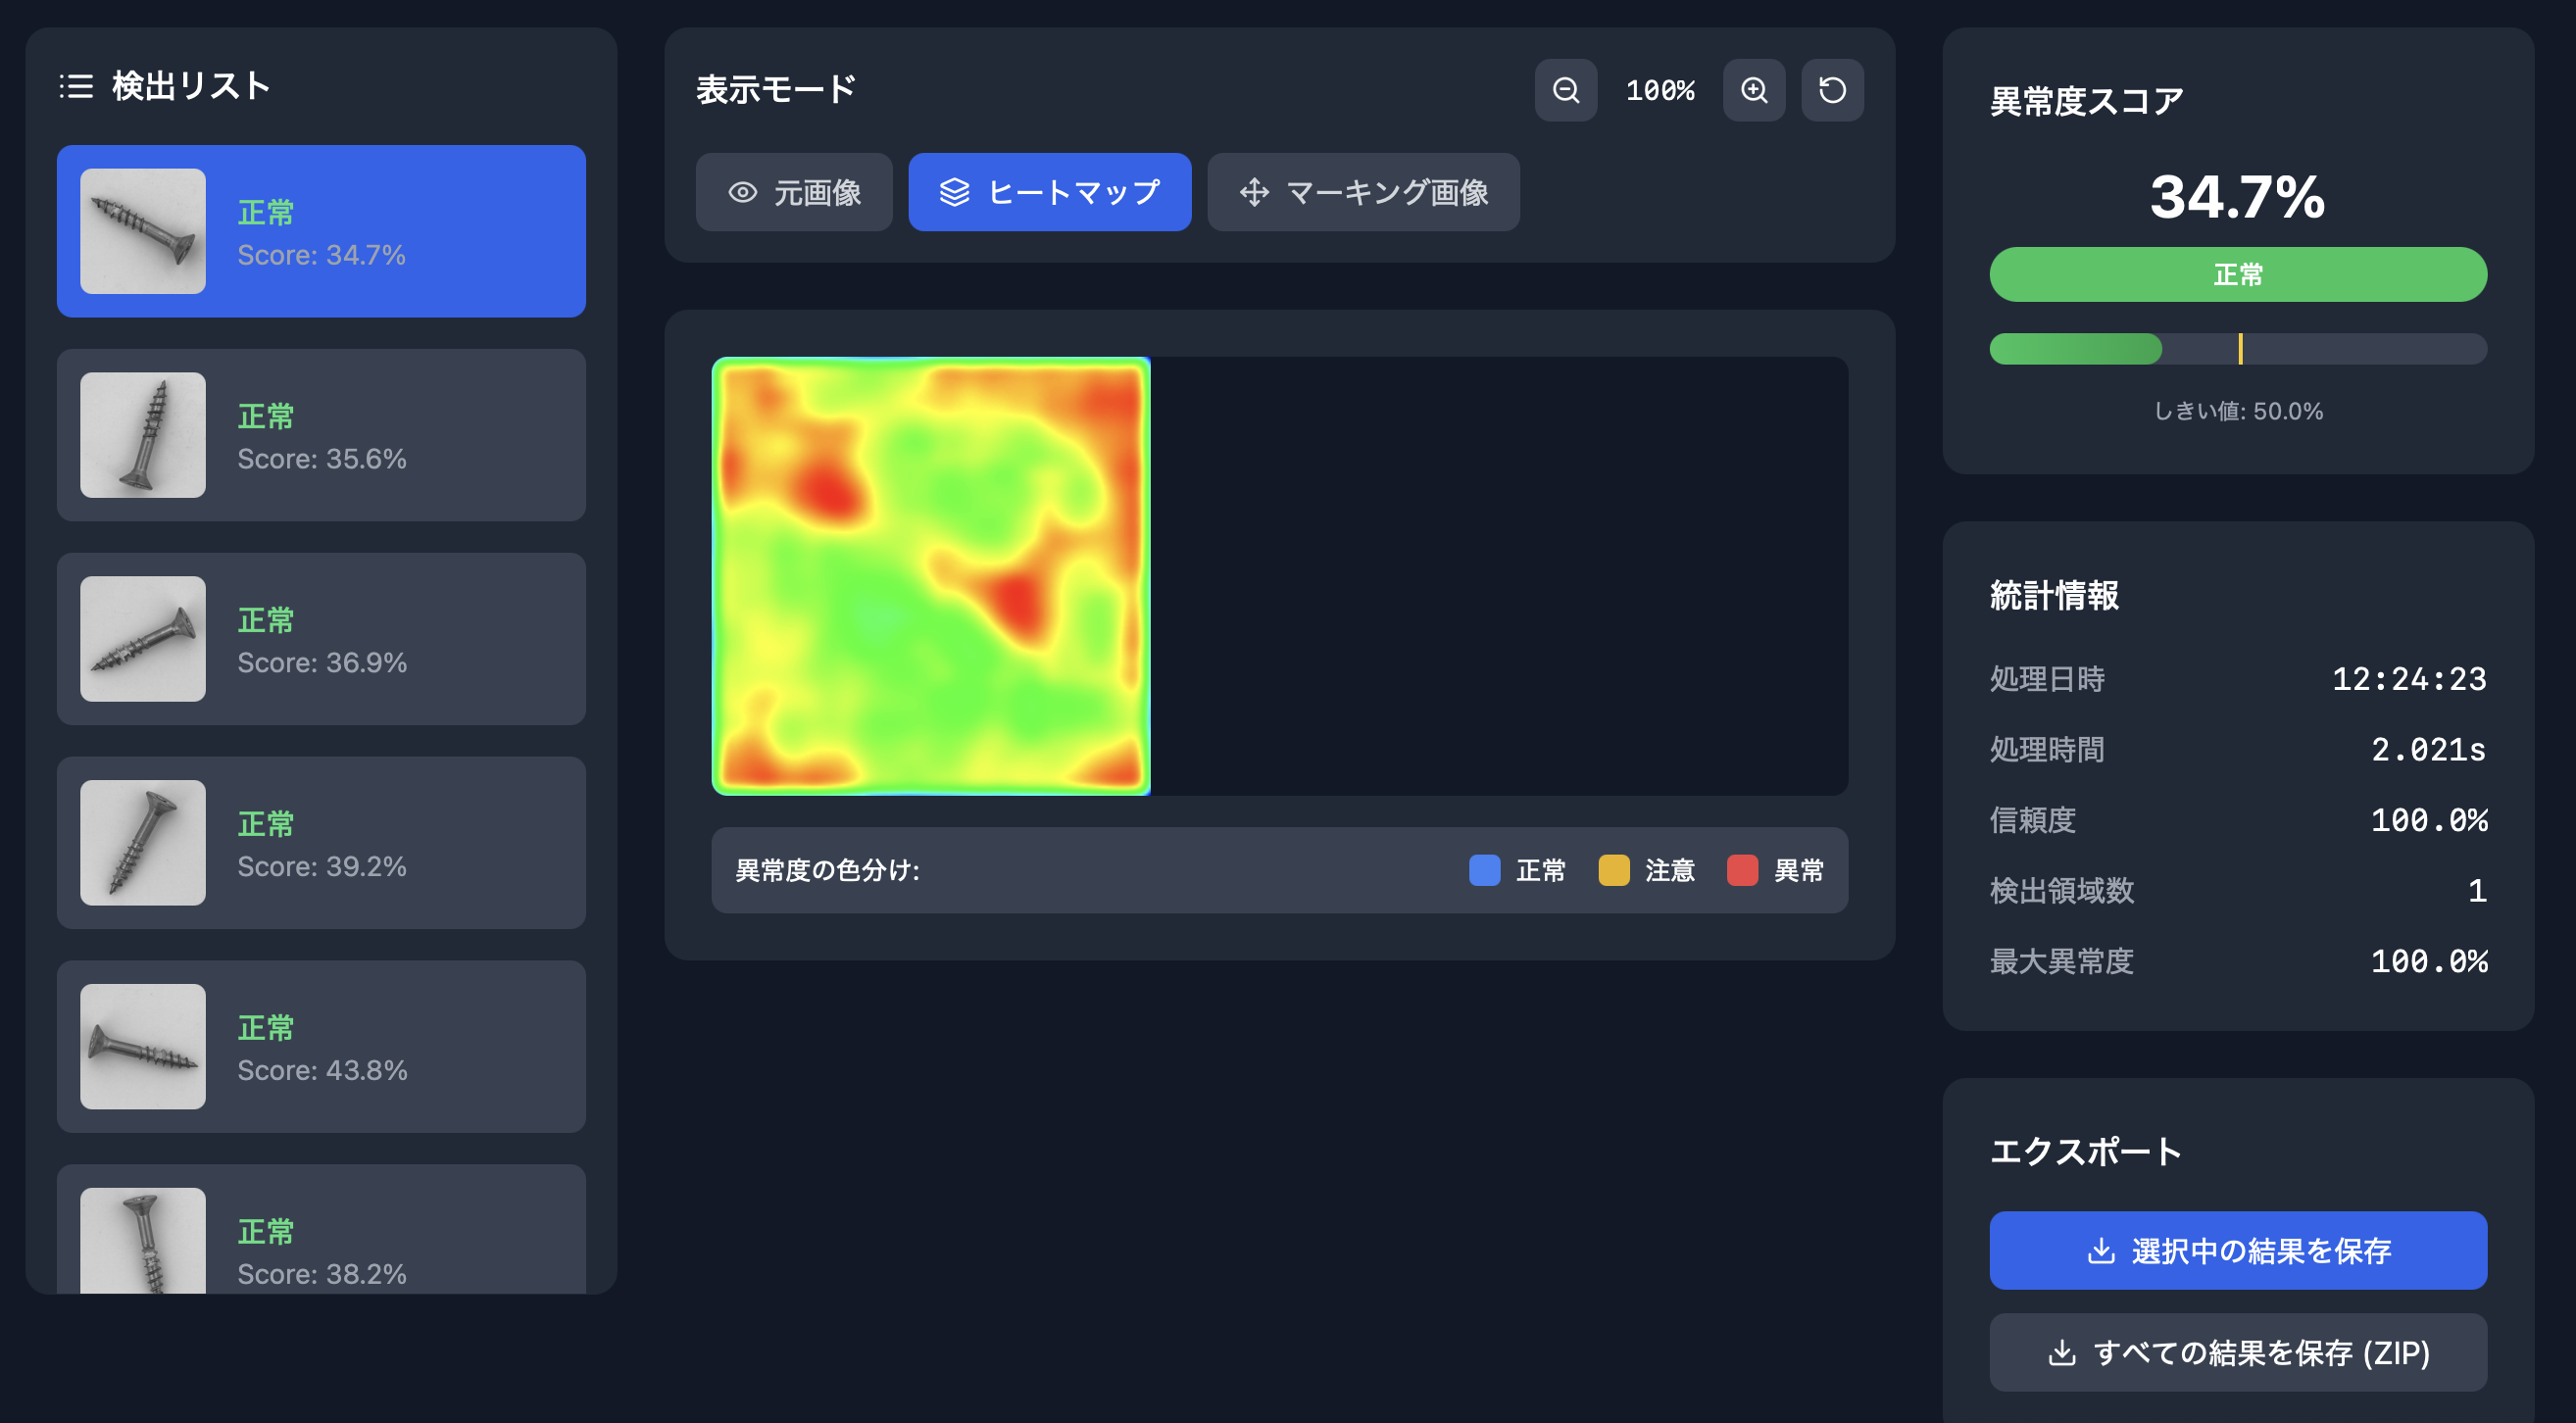 検出リスト
正常
Score: 34.7%
正常
Score: 35.6%
正常
Score: 36.9%
正常
Score: 39.2%
正常
Score: 43.8%
正常
Score: 38.2%
表示モード
100%
元画像
ヒートマップ
マーキング画像
異常度の色分け:
正常
注意
異常
異常度スコア
34.7%
正常
しきい値: 50.0%
統計情報
処理日時 12:24:23
処理時間 2.021s
信頼度 100.0%
検出領域数 1
最大異常度 100.0%
エクスポート
選択中の結果を保存
すべての結果を保存 (ZIP)